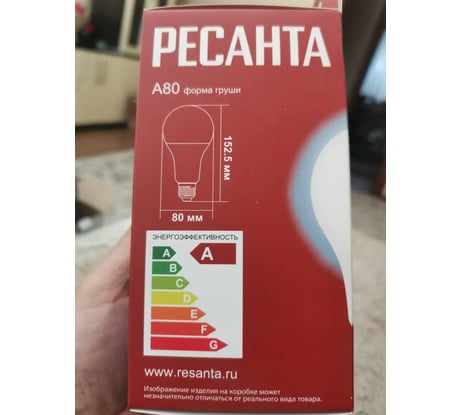 РЕСАНТА
A80 форма груши
152.5 мм
80 мм
ЭНЕРГОЭФФЕКТИВНОСТЬ
A
A
B
C
D
E
F
G
www.resanta.ru
Изображение изделия на коробке может
незначительно отличаться от реального вида товара.